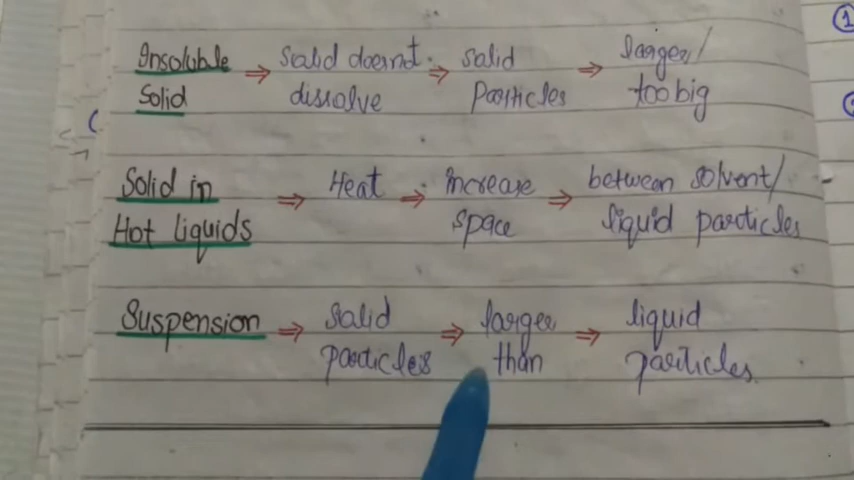 Insoluble Solid ⇒ Solid doesnt dissolve ⇒ Solid particles ⇒ larger/ too big
Solid in Hot liquids ⇒ Heat ⇒ increase space ⇒ between solvent/ liquid particles
Suspension ⇒ Solid particles ⇒ larger than ⇒ liquid particles